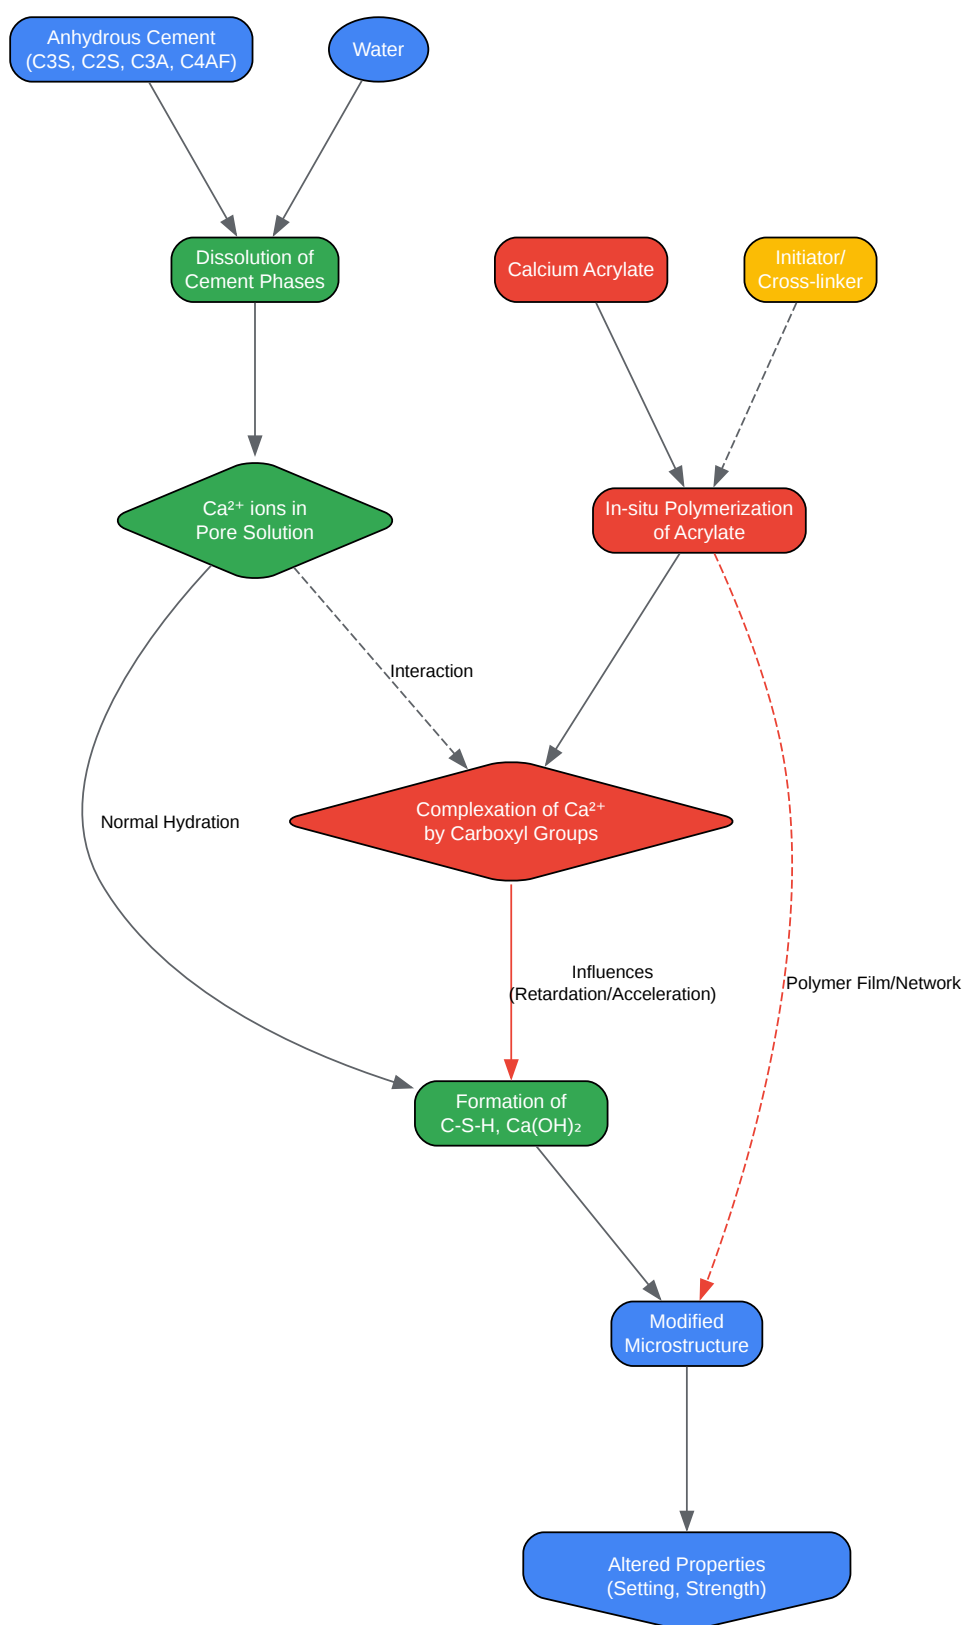 Anhydrous Cement
(C3S, C2S, C3A, C4AF)
Water
Dissolution of
Cement Phases
Calcium Acrylate
Initiator/
Cross-linker
Ca²⁺ ions in
Pore Solution
In-situ Polymerization
of Acrylate
Interaction
Normal Hydration
Complexation of Ca²⁺
by Carboxyl Groups
Influences
(Retardation/Acceleration)
Polymer Film/Network
Formation of
C-S-H, Ca(OH)₂
Modified
Microstructure
Altered Properties
(Setting, Strength)